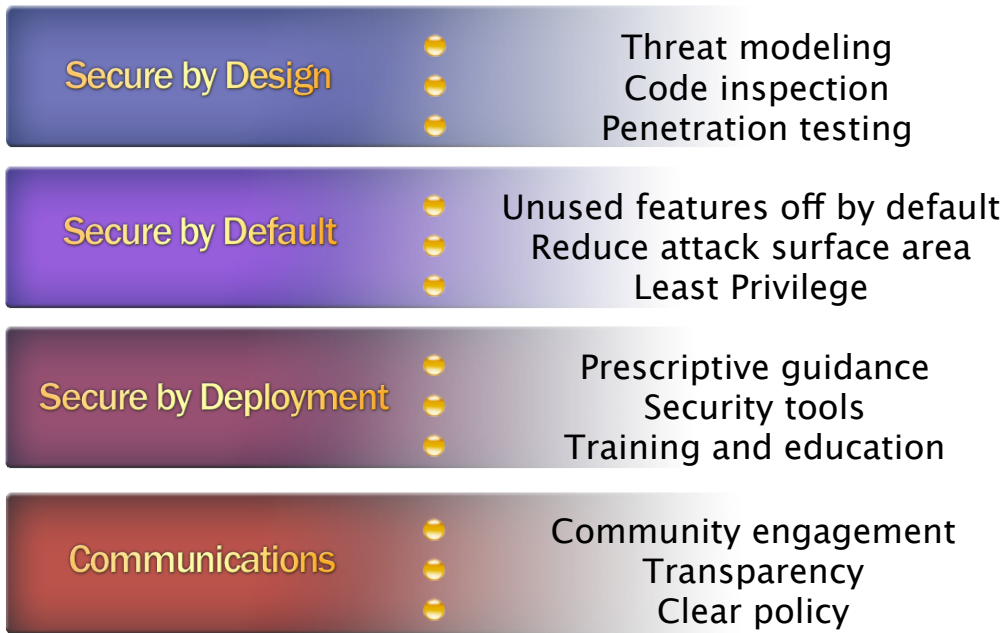 Secure by Design
Threat modeling
Code inspection
Penetration testing
Secure by Default
Unused features off by default
Reduce attack surface area
Least Privilege
Secure by Deployment
Prescriptive guidance
Security tools
Training and education
Communications
Community engagement
Transparency
Clear policy